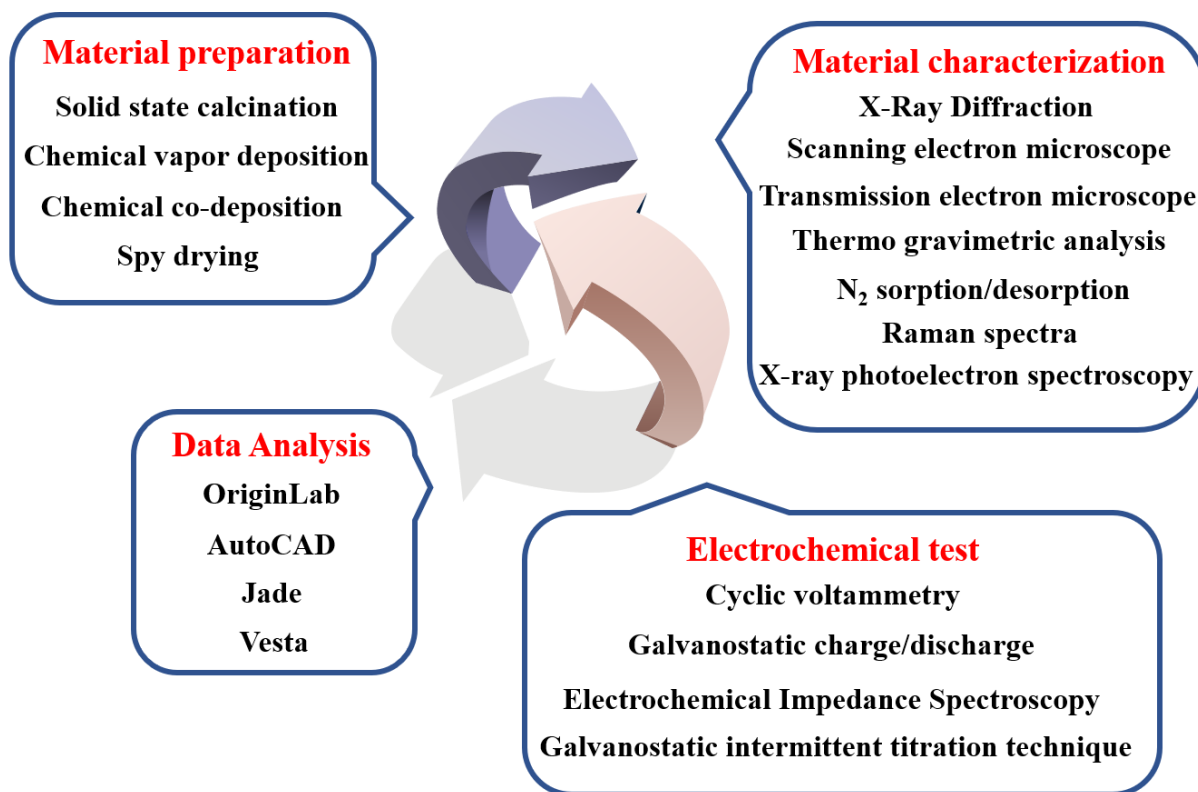 Material preparation
Solid state calcination
Chemical vapor deposition
Chemical co-deposition
Spy drying
Material characterization
X-Ray Diffraction
Scanning electron microscope
Transmission electron microscope
Thermo gravimetric analysis
N₂ sorption/desorption
Raman spectra
X-ray photoelectron spectroscopy
Data Analysis
OriginLab
AutoCAD
Jade
Vesta
Electrochemical test
Cyclic voltammetry
Galvanostatic charge/discharge
Electrochemical Impedance Spectroscopy
Galvanostatic intermittent titration technique